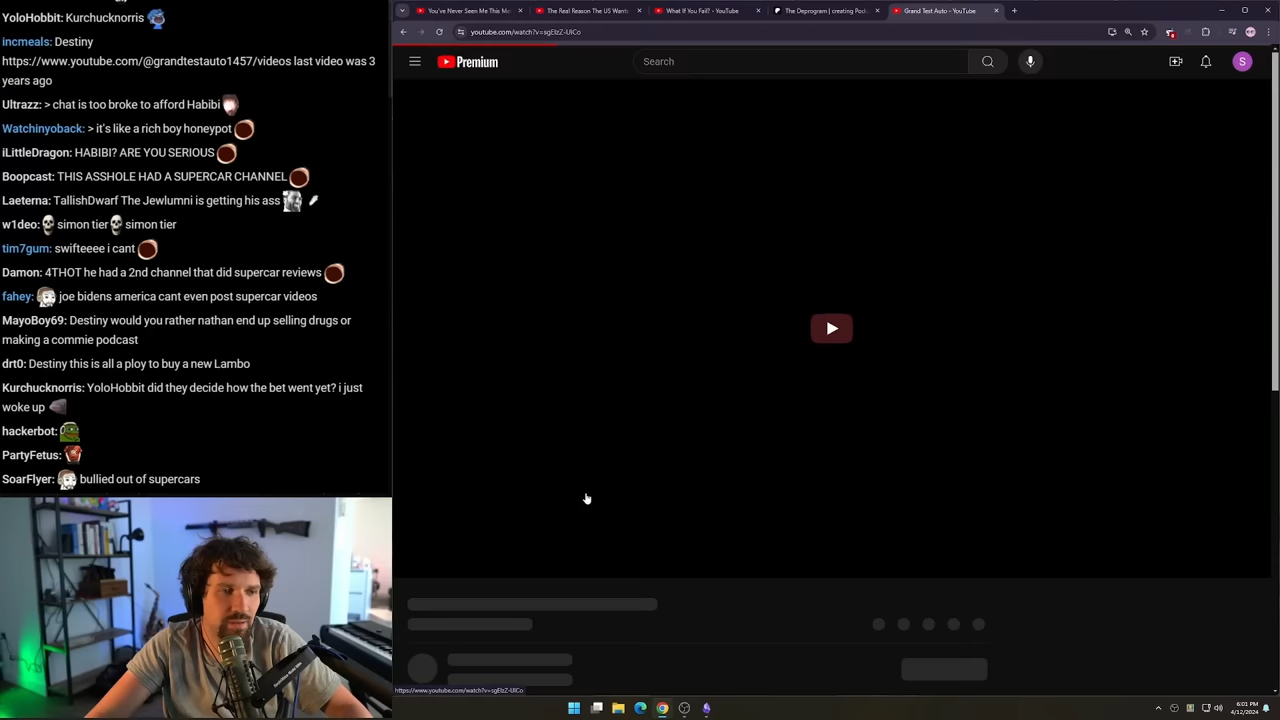 YoloHobbit: Kurchucknorris
incmeals: Destiny
https://www.youtube.com/@grandtestauto1457/videos last video was 3
years ago
Ultrazz: > chat is too broke to afford Habibi
Watchinyoback: > it's like a rich boy honeypot
iLittleDragon: HABIBI? ARE YOU SERIOUS
Boopcast: THIS ASSHOLE HAD A SUPERCAR CHANNEL
Laeterna: TallishDwarf The Jewlumni is getting his ass
w1deo: simon tier simon tier
tim7gum: swifteeee i cant
Damon: 4THOT he had a 2nd channel that did supercar reviews
fahey: joe bidens america cant even post supercar videos
MayoBoy69: Destiny would you rather nathan end up selling drugs or
making a commie podcast
drt0: Destiny this is all a ploy to buy a new Lambo
Kurchucknorris: YoloHobbit did they decide how the bet went yet? i just
woke up
hackerbot:
PartyFetus:
SoarFlyer: bullied out of supercars
You've Never Seen Me This Mo
The Real Reason The US Wants
What If You Fail? - YouTube
The Deprogram | creating Pock
Grand Test Auto - YouTube
youtube.com/watch?v=sgElzZ-UlCo
Premium
Search
S
https://www.youtube.com/watch?v=sgElzZ-UlCo
6:01 PM
4/12/2024